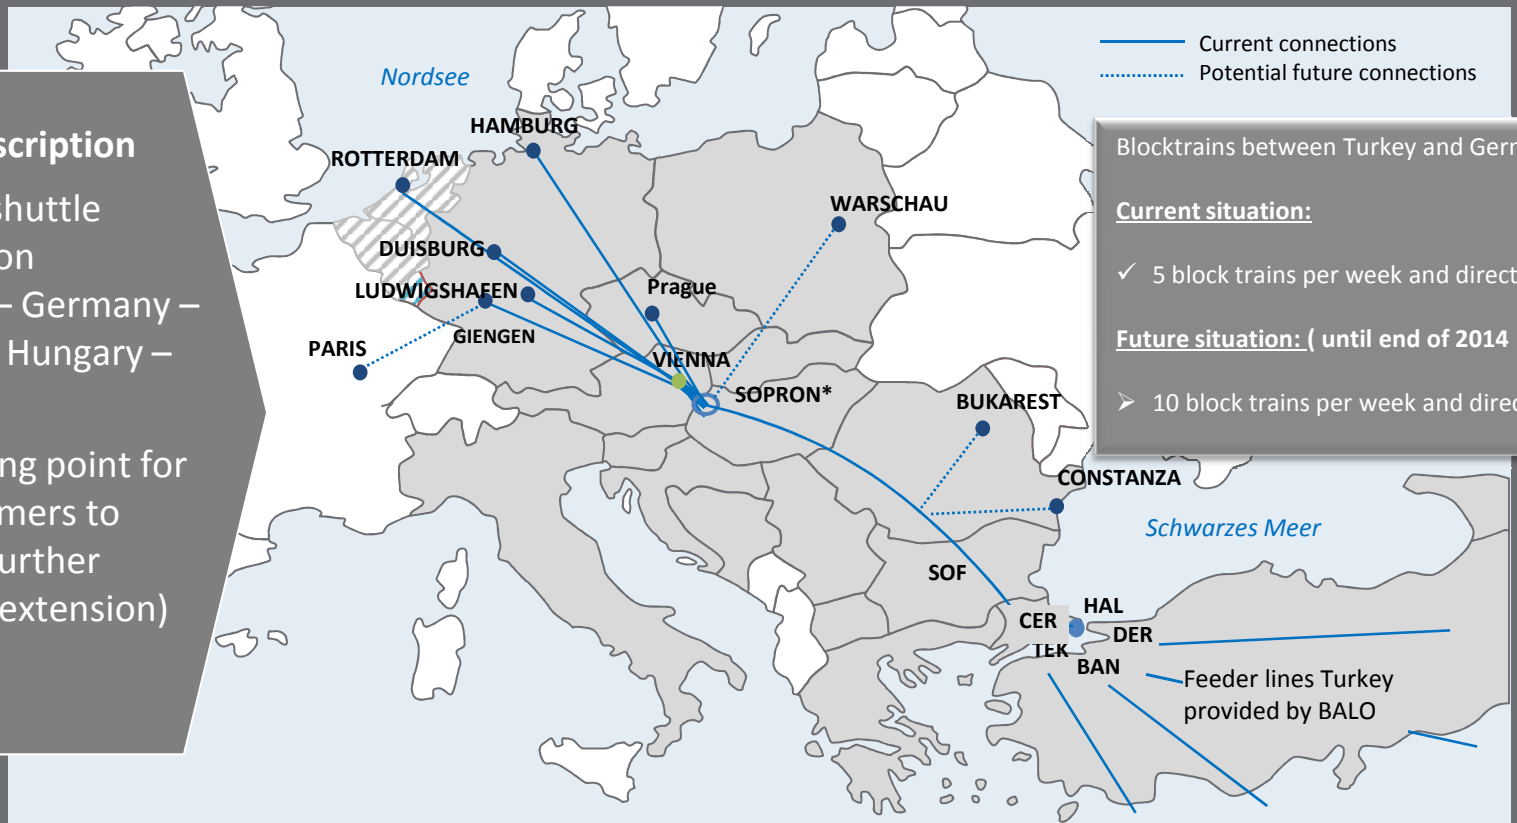 scription
shuttle
on
– Germany –
Hungary –
ng point for
mers to
urther
extension)
Nordsee
Current connections
Potential future connections
HAMBURG
ROTTERDAM
WARSCHAU
DUISBURG
LUDWIGSHAFEN
Prague
GIENGEN
PARIS
VIENNA
SOPRON*
BUKAREST
CONSTANZA
Schwarzes Meer
SOF
CER
HAL
DER
TEK
BAN
Feeder lines Turkey
provided by BALO
Blocktrains between Turkey and Gerr
Current situation:
✓ 5 block trains per week and direct
Future situation: ( until end of 2014
➢ 10 block trains per week and direc